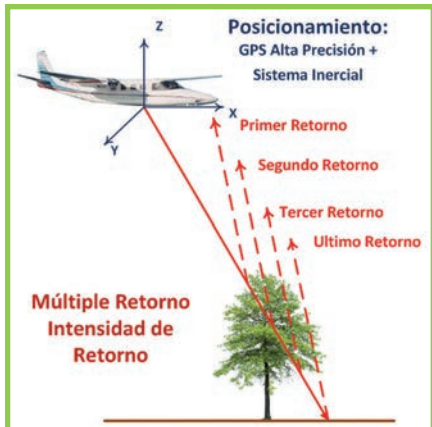 Posicionamiento:
GPS Alta Precisión +
Sistema Inercial
Z
X
Y
Primer Retorno
Segundo Retorno
Tercer Retorno
Ultimo Retorno
Múltiple Retorno
Intensidad de
Retorno